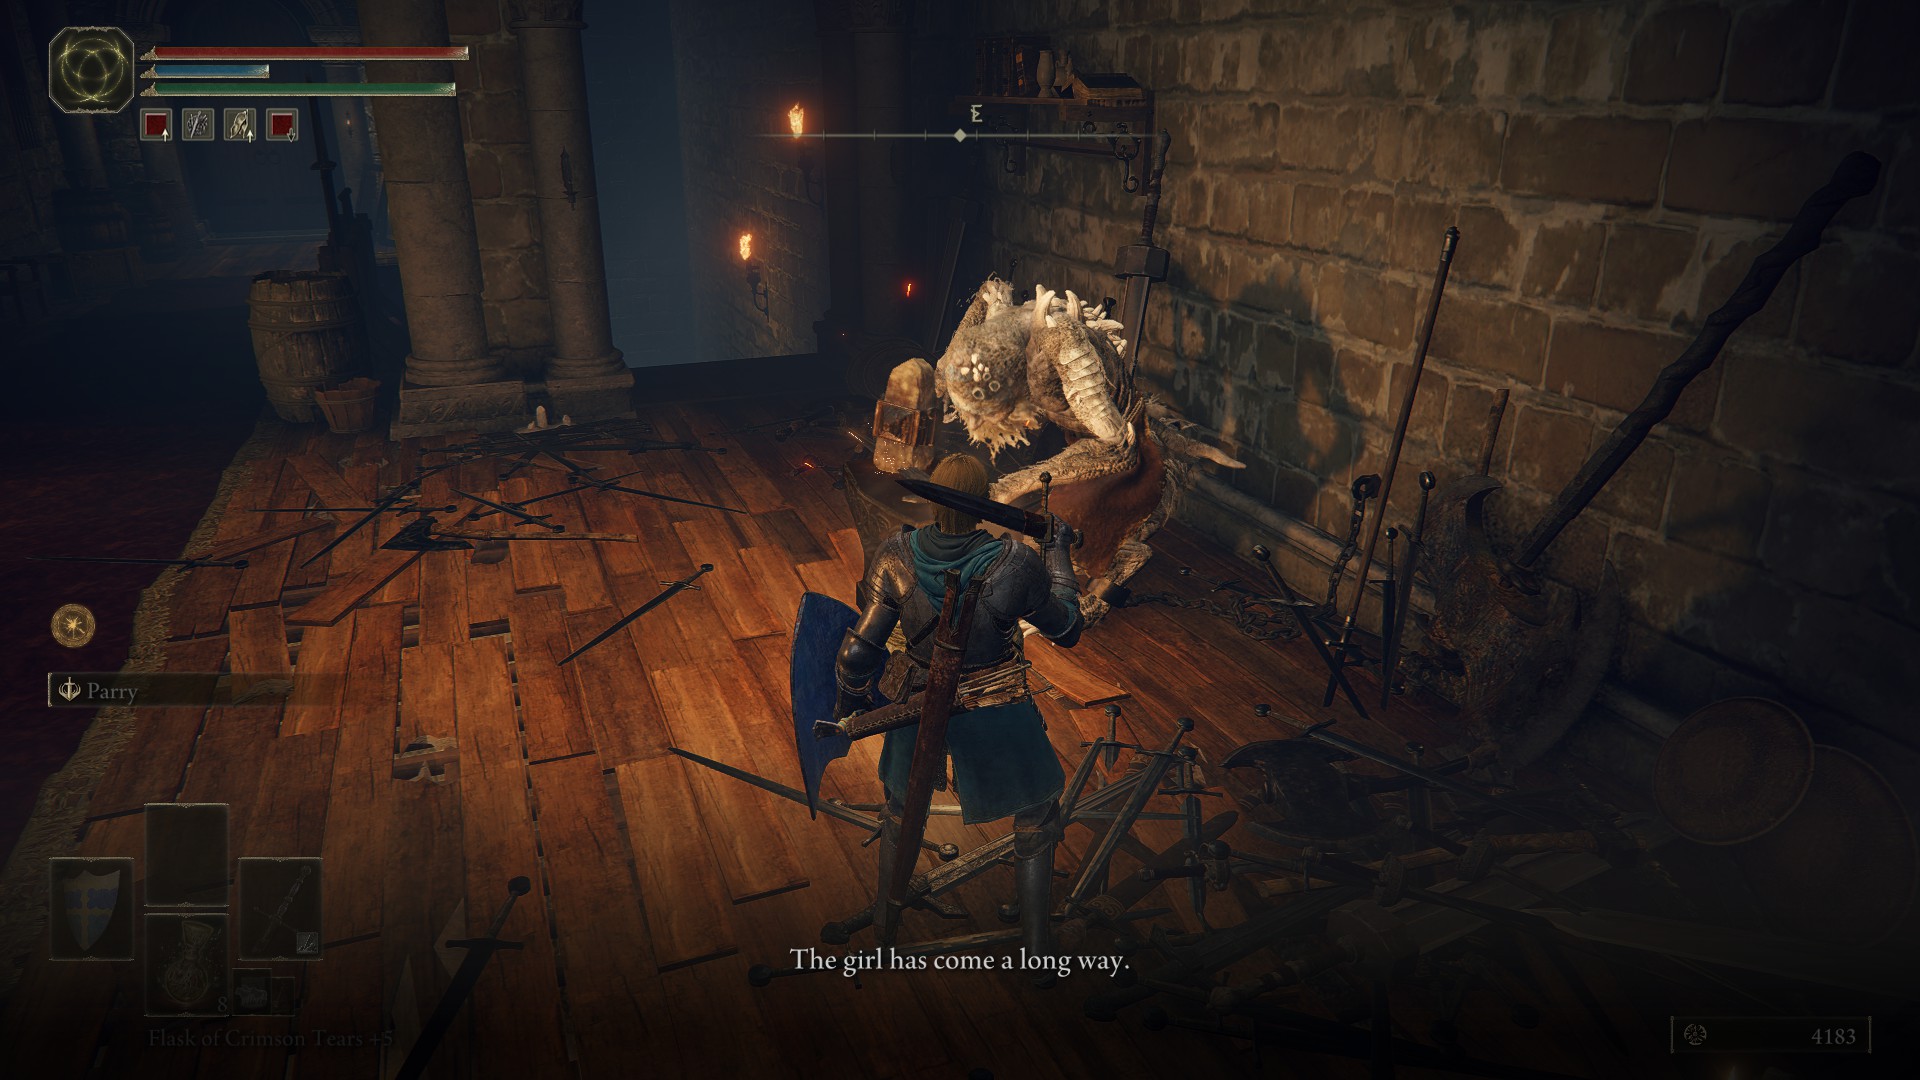 E
Parry
8
Flask of Crimson Tears +5
The girl has come a long way.
4183